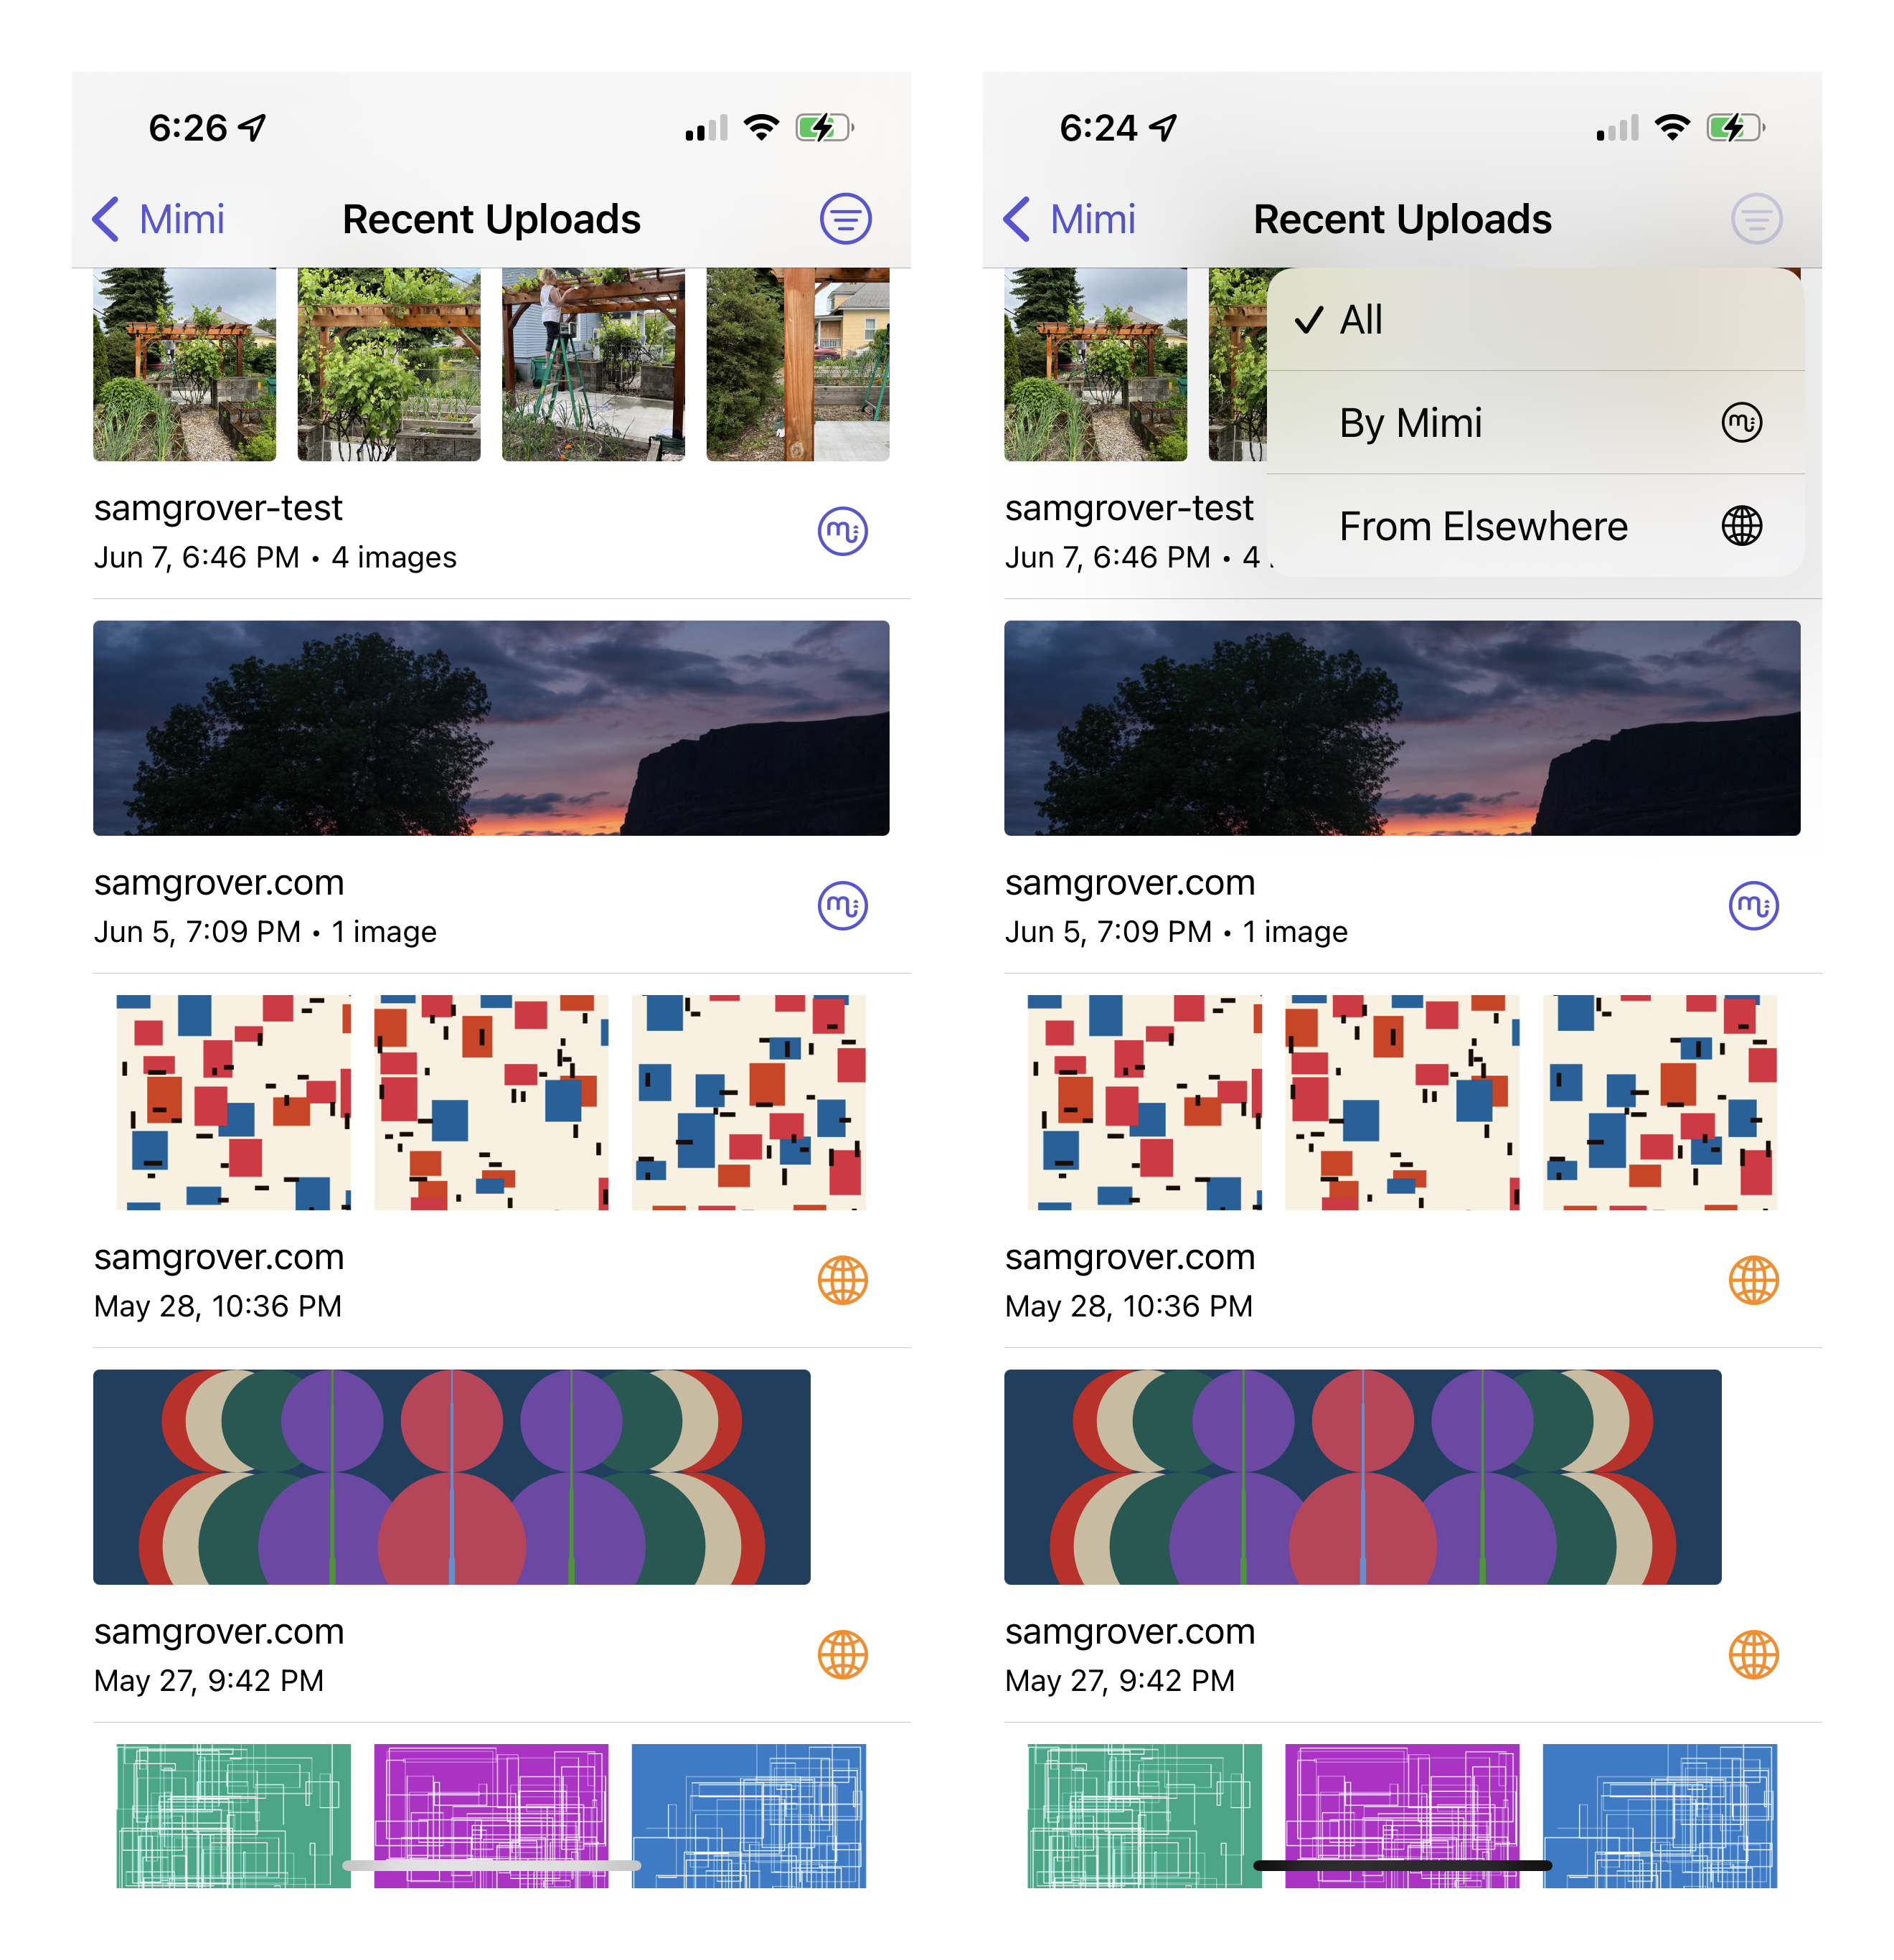 6:26
Mimi
Recent Uploads
samgrover-test
Jun 7, 6:46 PM • 4 images
samgrover.com
Jun 5, 7:09 PM • 1 image
samgrover.com
May 28, 10:36 PM
samgrover.com
May 27, 9:42 PM
6:24
Mimi
Recent Uploads
All
By Mimi
From Elsewhere
samgrover-test
Jun 7, 6:46 PM • 4
samgrover.com
Jun 5, 7:09 PM • 1 image
samgrover.com
May 28, 10:36 PM
samgrover.com
May 27, 9:42 PM